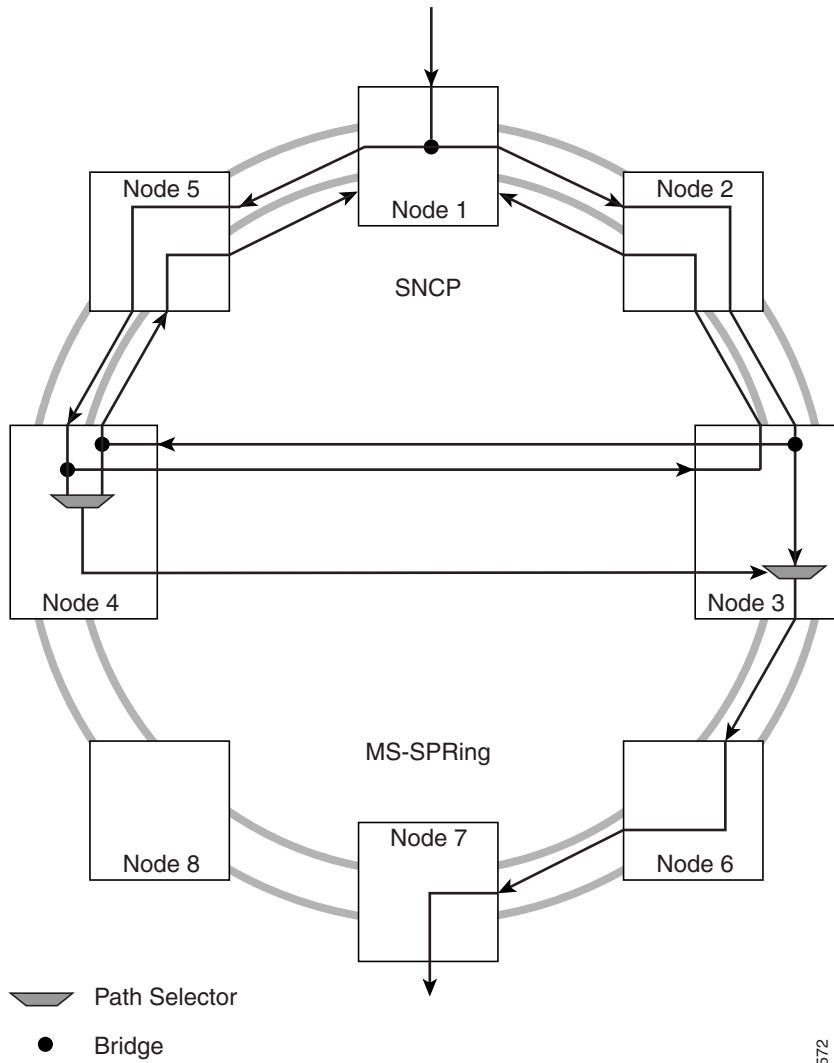 Node 5
Node 1
Node 2
SNCP
Node 4
Node 3
MS-SPRing
Node 8
Node 7
Node 6
Path Selector
Bridge